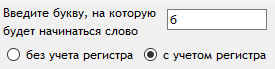 Введите букву, на которую
будет начинаться слово
б
без учета регистра
с учетом регистра